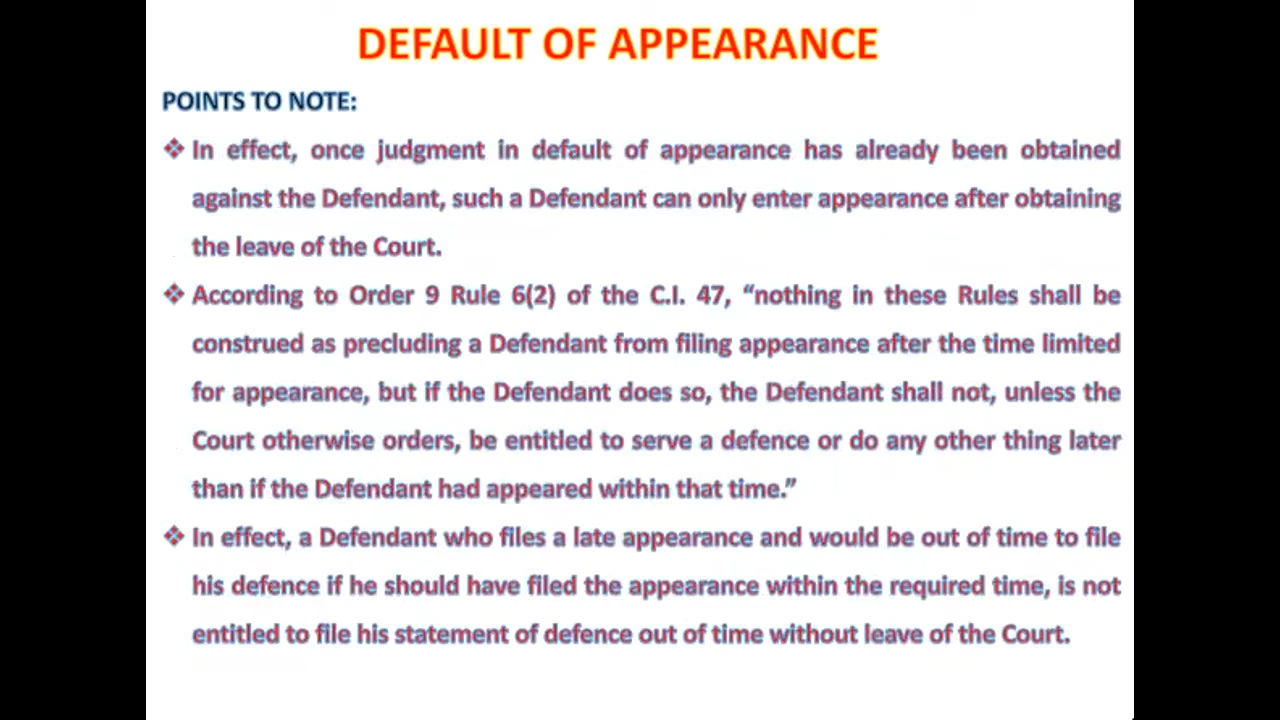 DEFAULT OF APPEARANCE
POINTS TO NOTE:
❖ In effect, once judgment in default of appearance has already been obtained
against the Defendant, such a Defendant can only enter appearance after obtaining
the leave of the Court.
❖ According to Order 9 Rule 6(2) of the C.I. 47, “nothing in these Rules shall be
construed as precluding a Defendant from filing appearance after the time limited
for appearance, but if the Defendant does so, the Defendant shall not, unless the
Court otherwise orders, be entitled to serve a defence or do any other thing later
than if the Defendant had appeared within that time.”
❖ In effect, a Defendant who files a late appearance and would be out of time to file
his defence if he should have filed the appearance within the required time, is not
entitled to file his statement of defence out of time without leave of the Court.